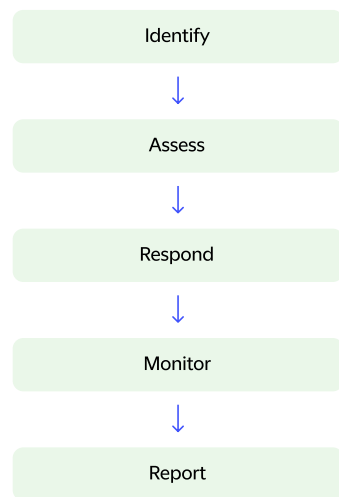 Identify
Assess
Respond
Monitor
Report